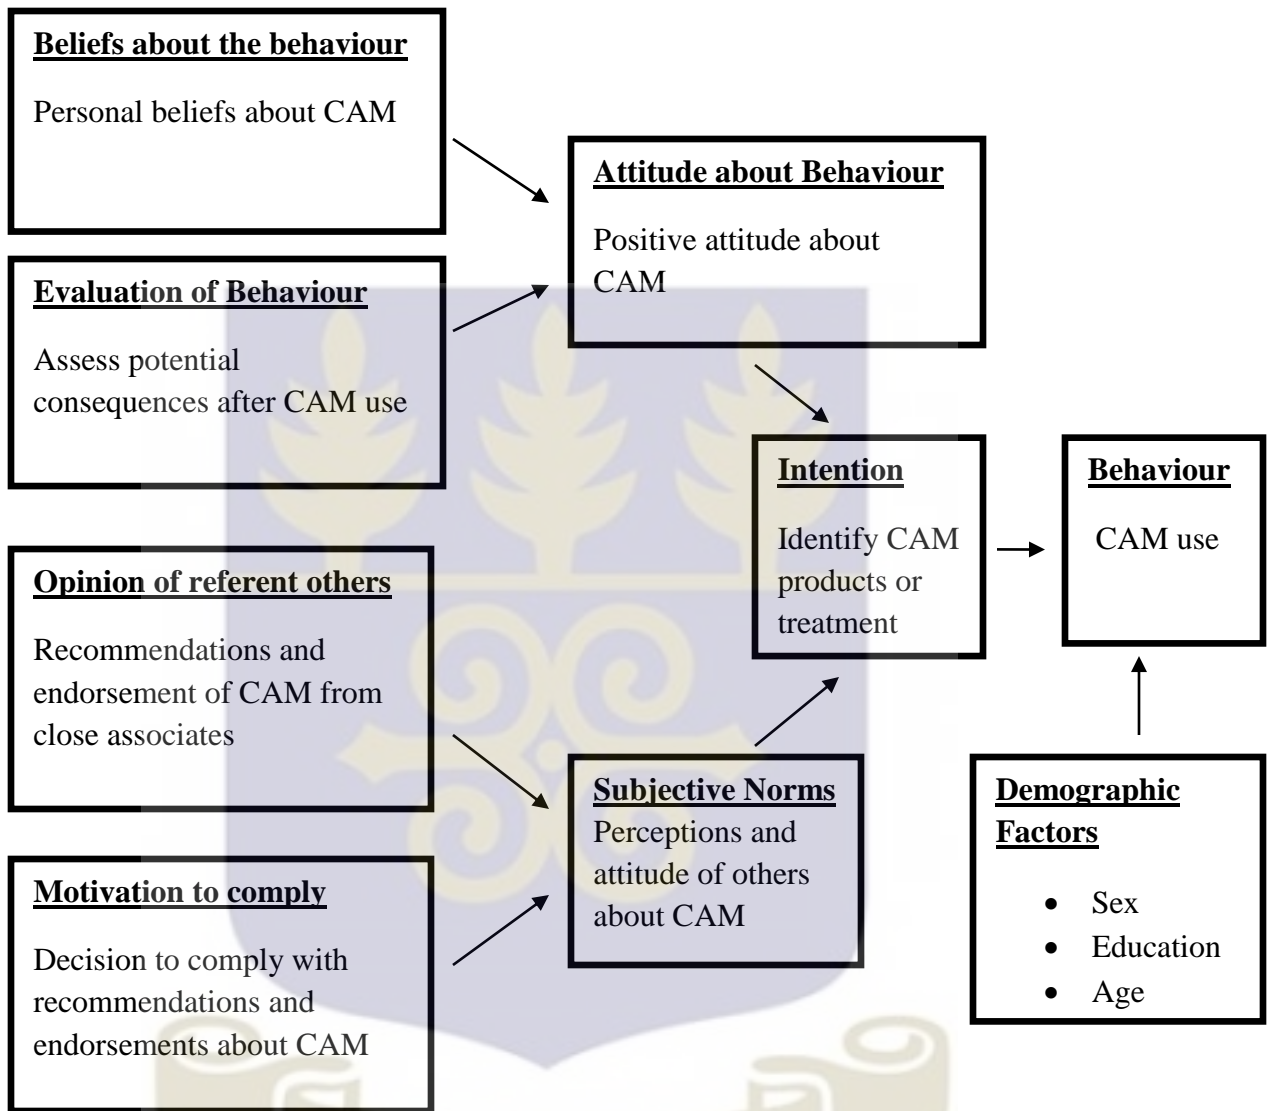 Beliefs about the behaviour
Personal beliefs about CAM
Evaluation of Behaviour
Assess potential
consequences after CAM use
Attitude about Behaviour
Positive attitude about
CAM
Opinion of referent others
Recommendations and
endorsement of CAM from
close associates
Motivation to comply
Decision to comply with
recommendations and
endorsements about CAM
Subjective Norms
Perceptions and
attitude of others
about CAM
Intention
Identify CAM
products or
treatment
Behaviour
CAM use
Demographic
Factors
• Sex
• Education
• Age